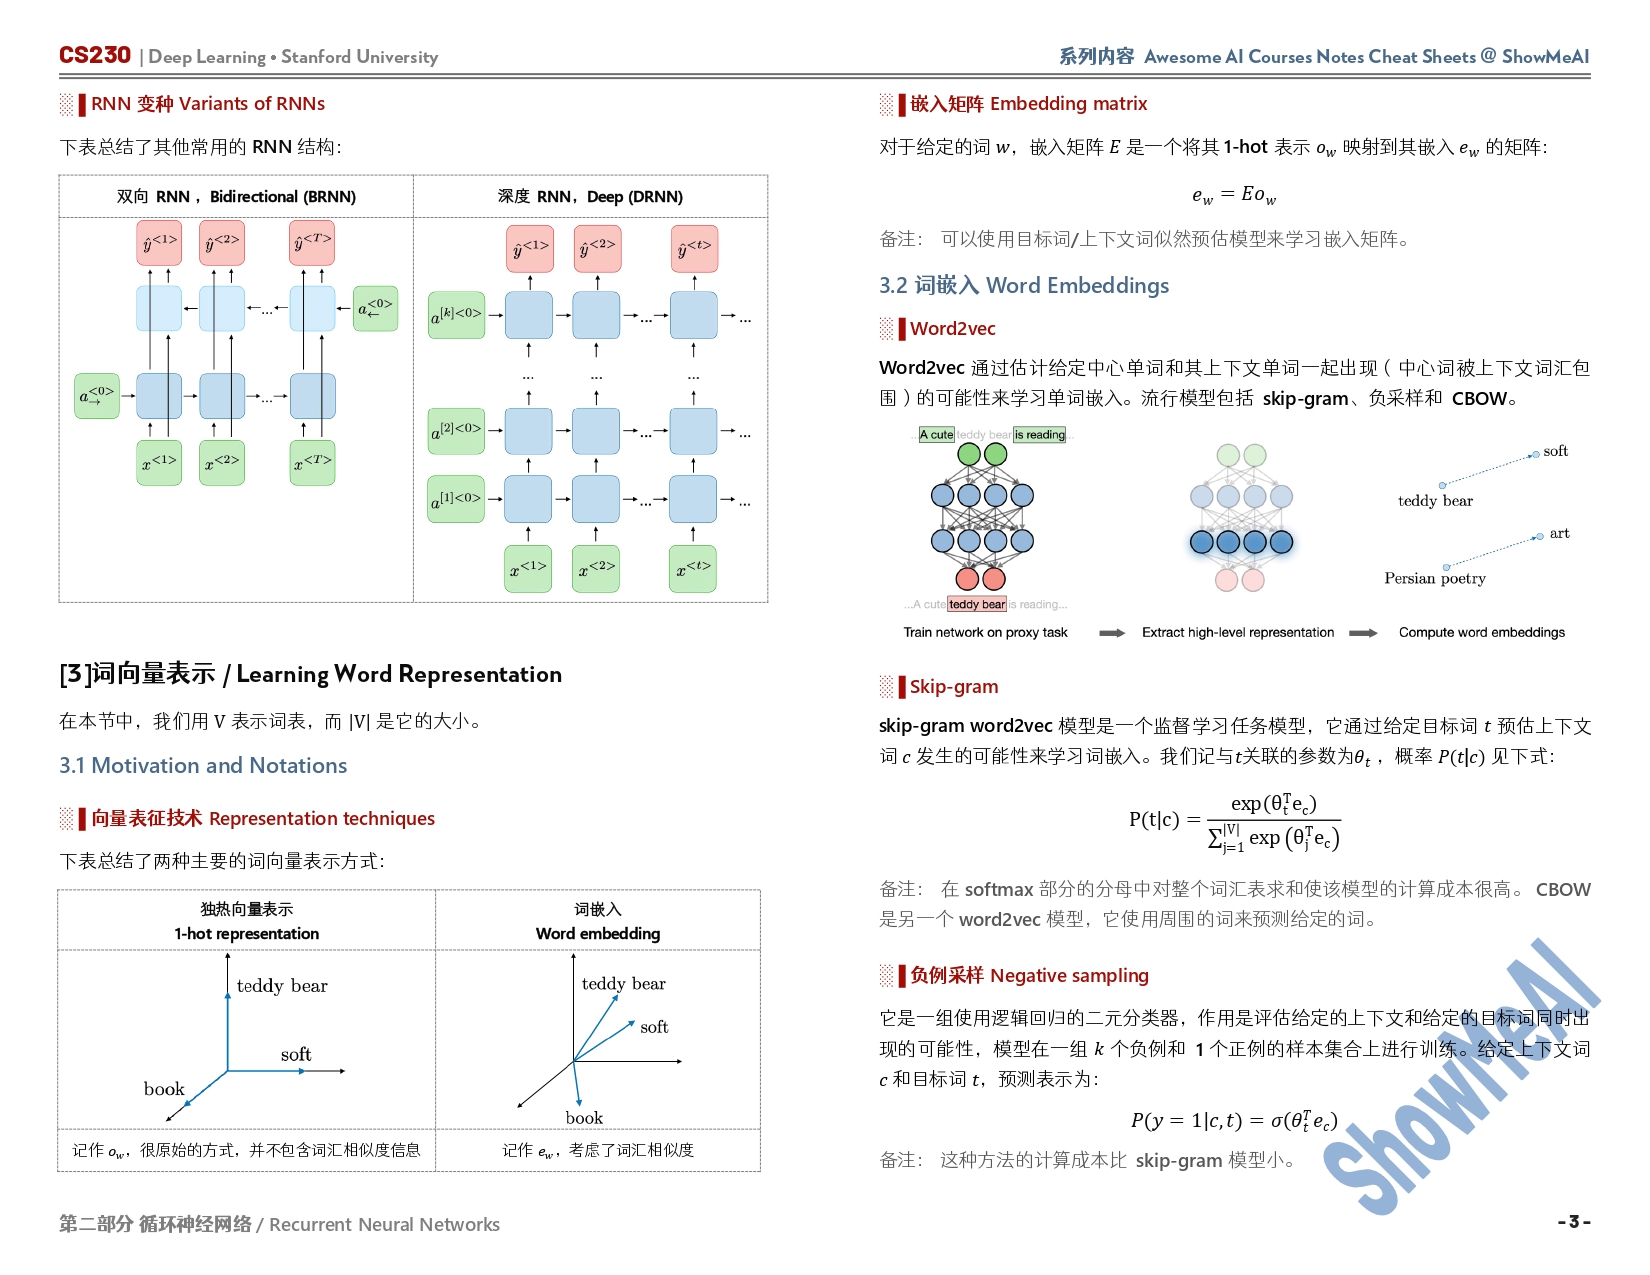 CS230 | Deep Learning • Stanford University
系列内容 Awesome AI Courses Notes Cheat Sheets @ ShowMeAI
RNN 变种 Variants of RNNs
下表总结了其他常用的 RNN 结构：
双向 RNN ，Bidirectional (BRNN)
深度 RNN，Deep (DRNN)
ŷ<1> ŷ<2> ŷ<T>
... a←<0>
a→<0> ...
x<1> x<2> x<T>
ŷ<1> ŷ<2> ŷ<t>
a[k]<0> ... ...
... ... ...
a[2]<0> ... ...
a[1]<0> ... ...
x<1> x<2> x<t>
[3]词向量表示 / Learning Word Representation
在本节中，我们用 V 表示词表，而 |V| 是它的大小。
3.1 Motivation and Notations
向量表征技术 Representation techniques
下表总结了两种主要的词向量表示方式：
独热向量表示
1-hot representation
词嵌入
Word embedding
teddy bear
soft
book
teddy bear
soft
book
记作 o_w，很原始的方式，并不包含词汇相似度信息
记作 e_w，考虑了词汇相似度
嵌入矩阵 Embedding matrix
对于给定的词 w，嵌入矩阵 E 是一个将其 1-hot 表示 o_w 映射到其嵌入 e_w 的矩阵：
e_w = Eo_w
备注： 可以使用目标词/上下文词似然预估模型来学习嵌入矩阵。
3.2 词嵌入 Word Embeddings
Word2vec
Word2vec 通过估计给定中心单词和其上下文单词一起出现（中心词被上下文词汇包
围）的可能性来学习单词嵌入。流行模型包括 skip-gram、负采样和 CBOW。
...A cute teddy bear is reading...
...A cute teddy bear is reading...
soft
teddy bear
art
Persian poetry
Train network on proxy task
Extract high-level representation
Compute word embeddings
Skip-gram
skip-gram word2vec 模型是一个监督学习任务模型，它通过给定目标词 t 预估上下文
词 c 发生的可能性来学习词嵌入。我们记与t关联的参数为θ_t ，概率 P(t|c) 见下式：
P(t|c) = exp(θ_t^T e_c) / ∑_{j=1}^{|V|} exp (θ_j^T e_c)
备注： 在 softmax 部分的分母中对整个词汇表求和使该模型的计算成本很高。 CBOW
是另一个 word2vec 模型，它使用周围的词来预测给定的词。
负例采样 Negative sampling
它是一组使用逻辑回归的二元分类器，作用是评估给定的上下文和给定的目标词同时出
现的可能性，模型在一组 k 个负例和 1 个正例的样本集合上进行训练。给定上下文词
c 和目标词 t，预测表示为：
P(y = 1|c, t) = σ(θ_t^T e_c)
备注： 这种方法的计算成本比 skip-gram 模型小。
ShowMeAI
第二部分 循环神经网络 / Recurrent Neural Networks
- 3 -